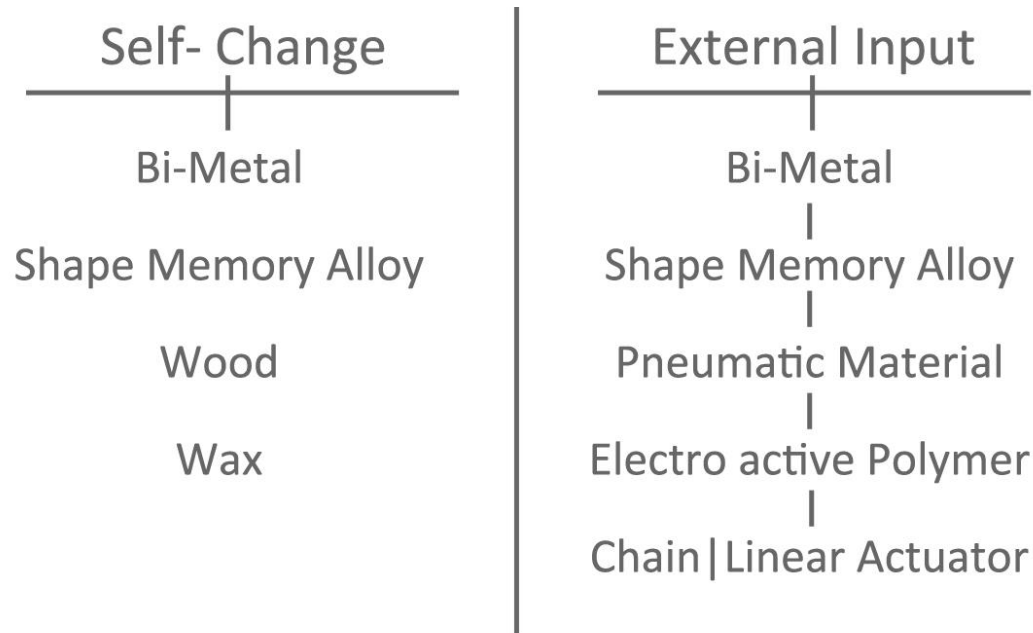 Self- Change
Bi-Metal
Shape Memory Alloy
Wood
Wax
External Input
Bi-Metal
Shape Memory Alloy
Pneumatic Material
Electro active Polymer
Chain|Linear Actuator